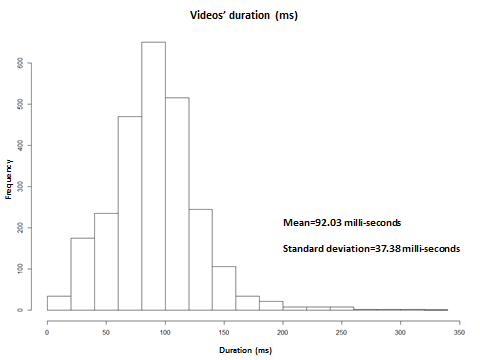 Videos’ duration (ms)
600
500
400
300
200
100
0
Frequency
Mean=92.03 milli-seconds
Standard deviation=37.38 milli-seconds
0 50 100 150 200 250 300 350
Duration (ms)